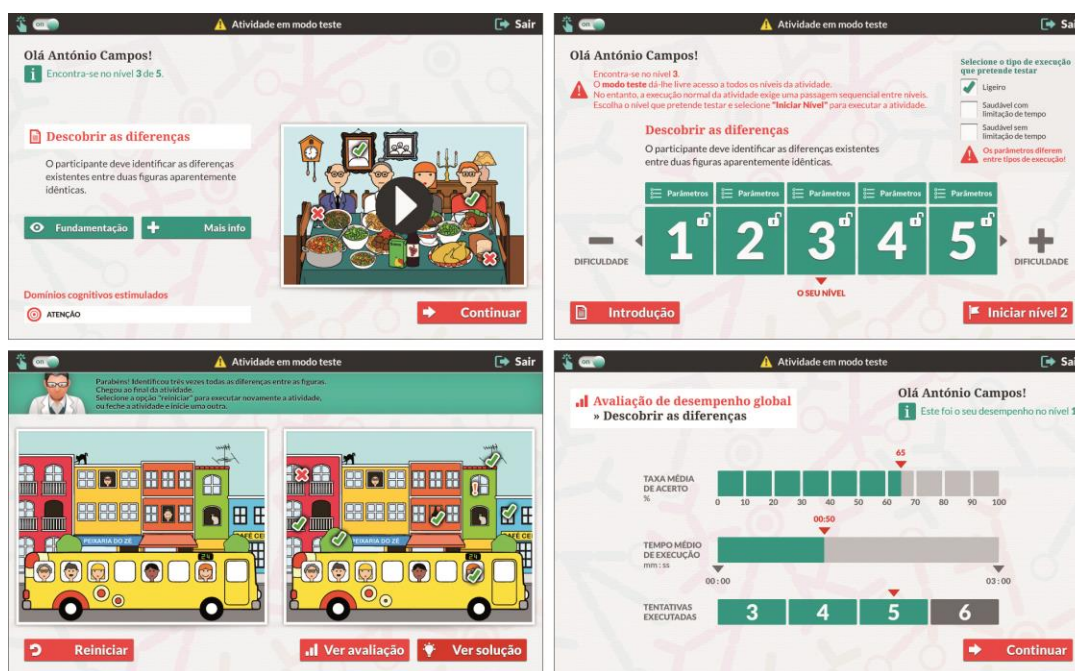 on
Atividade em modo teste
Sair
Olá António Campos!
i Encontra-se no nível 3 de 5.
Descobrir as diferenças
O participante deve identificar as diferenças
existentes entre duas figuras aparentemente
idênticas.
Fundamentação
Mais info
Domínios cognitivos estimulados
ATENÇÃO
Continuar
on
Atividade em modo teste
Sai
Olá António Campos!
Encontra-se no nível 3.
O modo teste dá-lhe livre acesso a todos os níveis da atividade.
No entanto, a execução normal da atividade exige uma passagem sequencial entre níveis.
Escolha o nível que pretende testar e selecione "Iniciar Nível" para executar a atividade.
Selecione o tipo de execução
que pretende testar
Ligeiro
Saudável com
limitação de tempo
Saudável sem
limitação de tempo
Os parâmetros diferem
entre tipos de execução!
Descobrir as diferenças
O participante deve identificar as diferenças existentes
entre duas figuras aparentemente idênticas.
Parâmetros Parâmetros Parâmetros Parâmetros Parâmetros
1 2 3 4 5
DIFICULDADE
DIFICULDADE
O SEU NÍVEL
Introdução
Iniciar nível 2
on
Atividade em modo teste
Sair
Parabéns! Identificou três vezes todas as diferenças entre as figuras.
Chegou ao final da atividade.
Selecione a opção "reiniciar" para executar novamente a atividade,
ou feche a atividade e inicie uma outra.
PEIXARIA DO ZÉ
CAFÉ CE
PEIXARIA DO ZÉ
CAFÉ CE
24
24
Reiniciar
Ver avaliação
Ver solução
on
Atividade em modo teste
Sair
Avaliação de desempenho global
» Descobrir as diferenças
Olá António Campos!
i Este foi o seu desempenho no nível 1
65
TAXA MÉDIA
DE ACERTO
%
0 10 20 30 40 50 60 70 80 90 100
00:50
TEMPO MÉDIO
DE EXECUÇÃO
mm : ss
00:00
03:00
TENTATIVAS
EXECUTADAS
3 4 5 6
Continuar